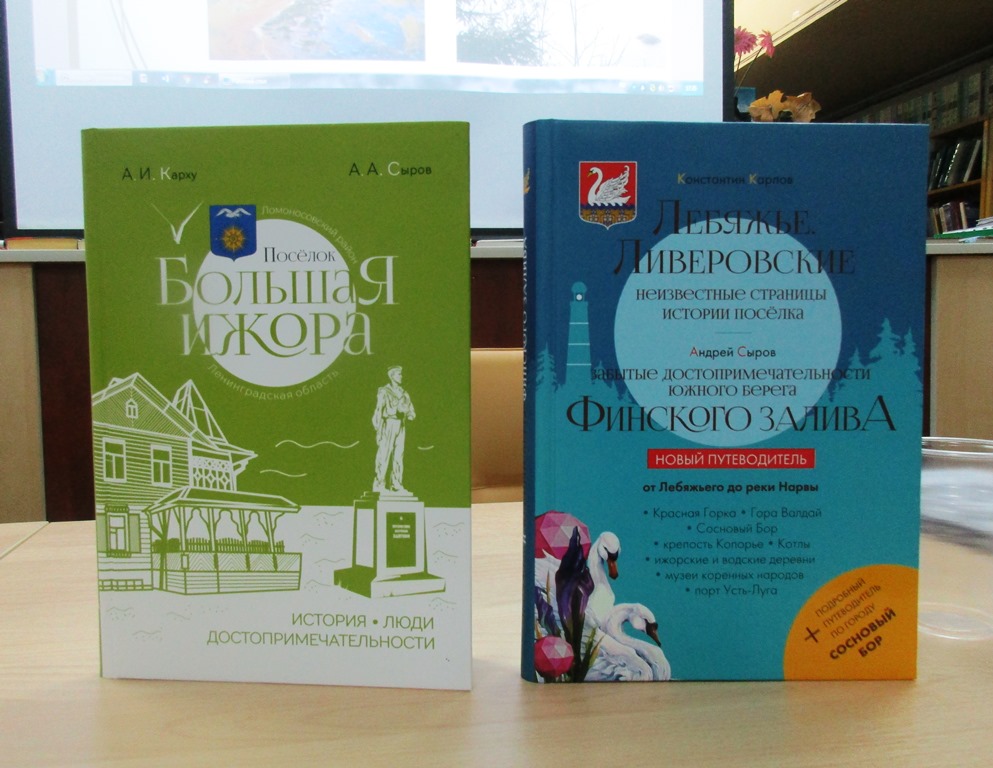 А. И. Карху
А. А. Сыров
Ломоносовский район
Посёлок
БОЛЬШАЯ
ИЖОРА
Ленинградская область
ИСТОРИЯ • ЛЮДИ
ДОСТОПРИМЕЧАТЕЛЬНОСТИ
Константин Карпов
ЛЕБЯЖЬЕ.
ЛИВЕРОВСКИЕ
НЕИЗВЕСТНЫЕ СТРАНИЦЫ
ИСТОРИИ ПОСЁЛКА
Андрей Сыров
ЗАБЫТЫЕ ДОСТОПРИМЕЧАТЕЛЬНОСТИ
ЮЖНОГО БЕРЕГА
ФИНСКОГО ЗАЛИВА
НОВЫЙ ПУТЕВОДИТЕЛЬ
от Лебяжьего до реки Нарвы
• Красная Горка • Гора Валдай
• Сосновый Бор
• крепость Копорье • Котлы
• ижорские и водские деревни
• музеи коренных народов
• порт Усть-Луга
+ ПОДРОБНЫЙ
ПУТЕВОДИТЕЛЬ
ПО ГОРОДУ
СОСНОВЫЙ
БОР